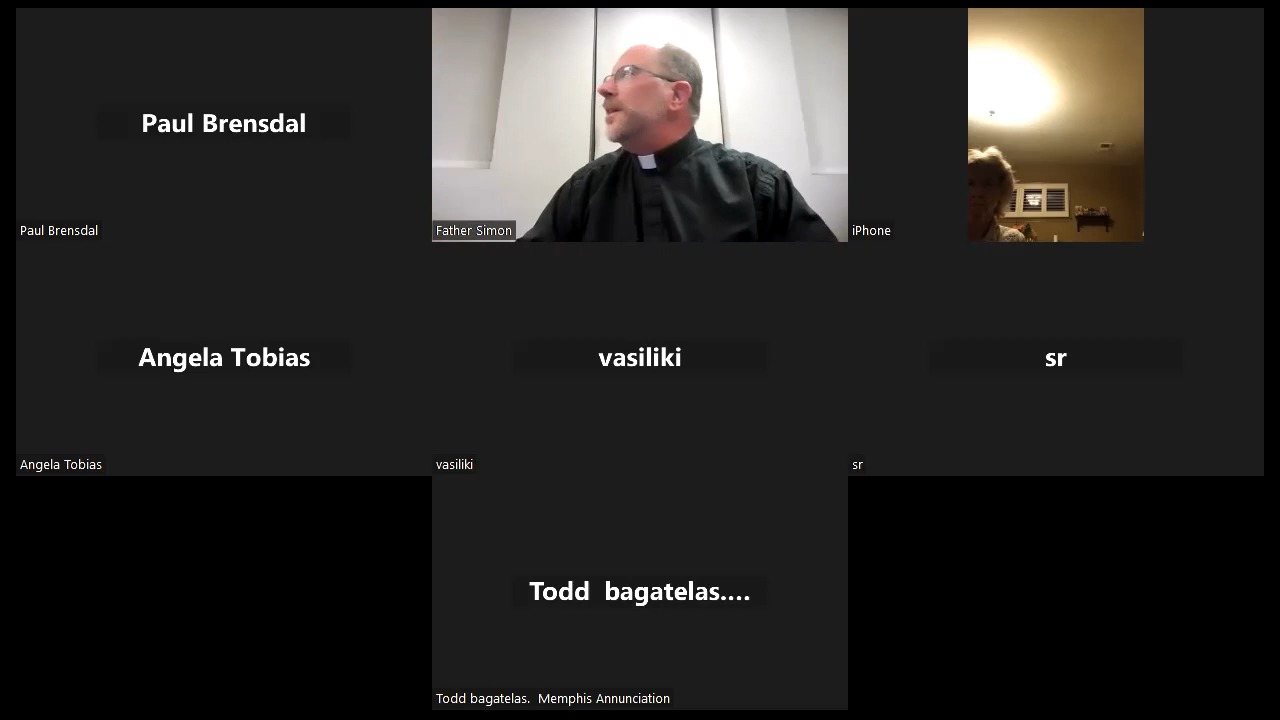 Paul Brensdal
Paul Brensdal
Father Simon
iPhone
Angela Tobias
vasiliki
sr
Angela Tobias
vasiliki
sr
Todd  bagatelas....
Todd bagatelas.  Memphis Annunciation